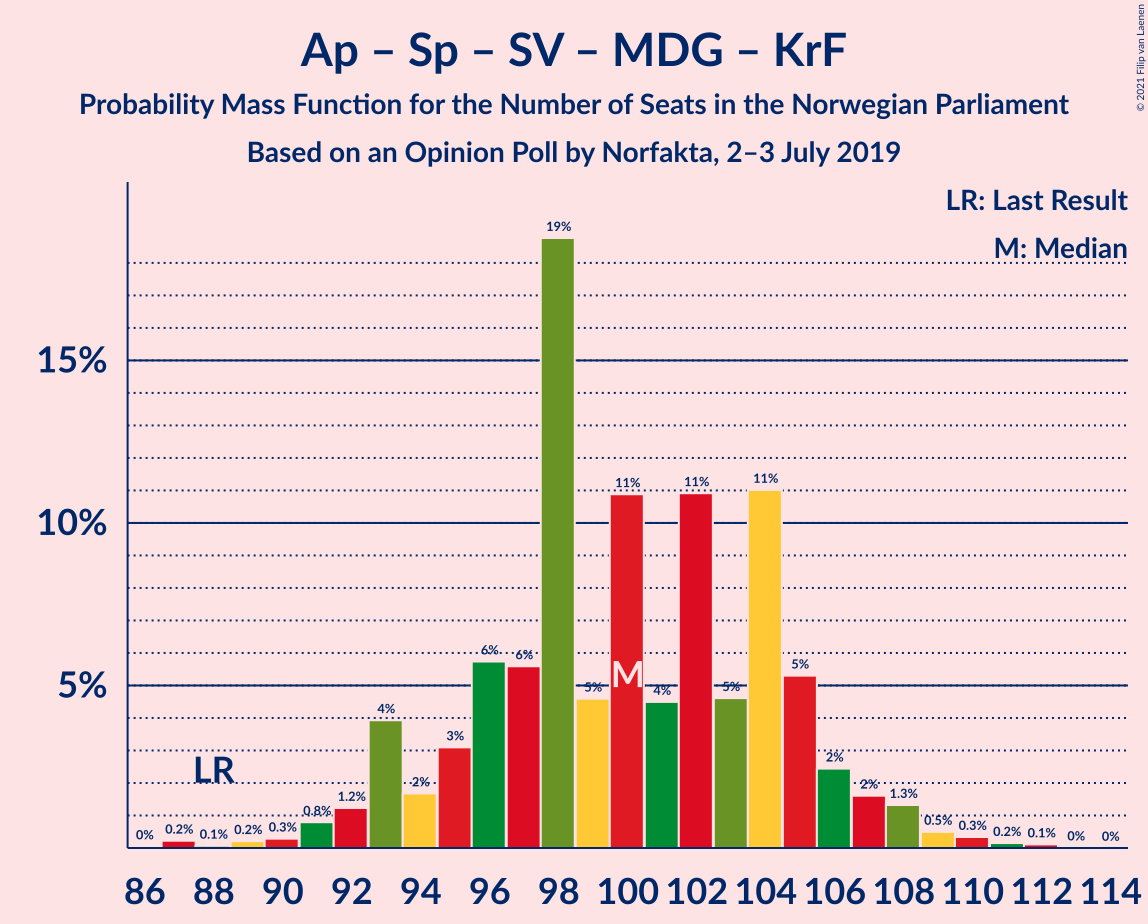 Ap – Sp – SV – MDG – KrF
Probability Mass Function for the Number of Seats in the Norwegian Parliament
Based on an Opinion Poll by Norfakta, 2–3 July 2019
© 2021 Filip van Laenen
LR: Last Result
M: Median
15%
10%
5%
LR
M
0% 0.2% 0.1% 0.2% 0.3% 0.8% 1.2% 4% 2% 3% 6% 6% 19% 5% 11% 4% 11% 5% 11% 5% 2% 2% 1.3% 0.5% 0.3% 0.2% 0.1% 0% 0%
86 88 90 92 94 96 98 100 102 104 106 108 110 112 114